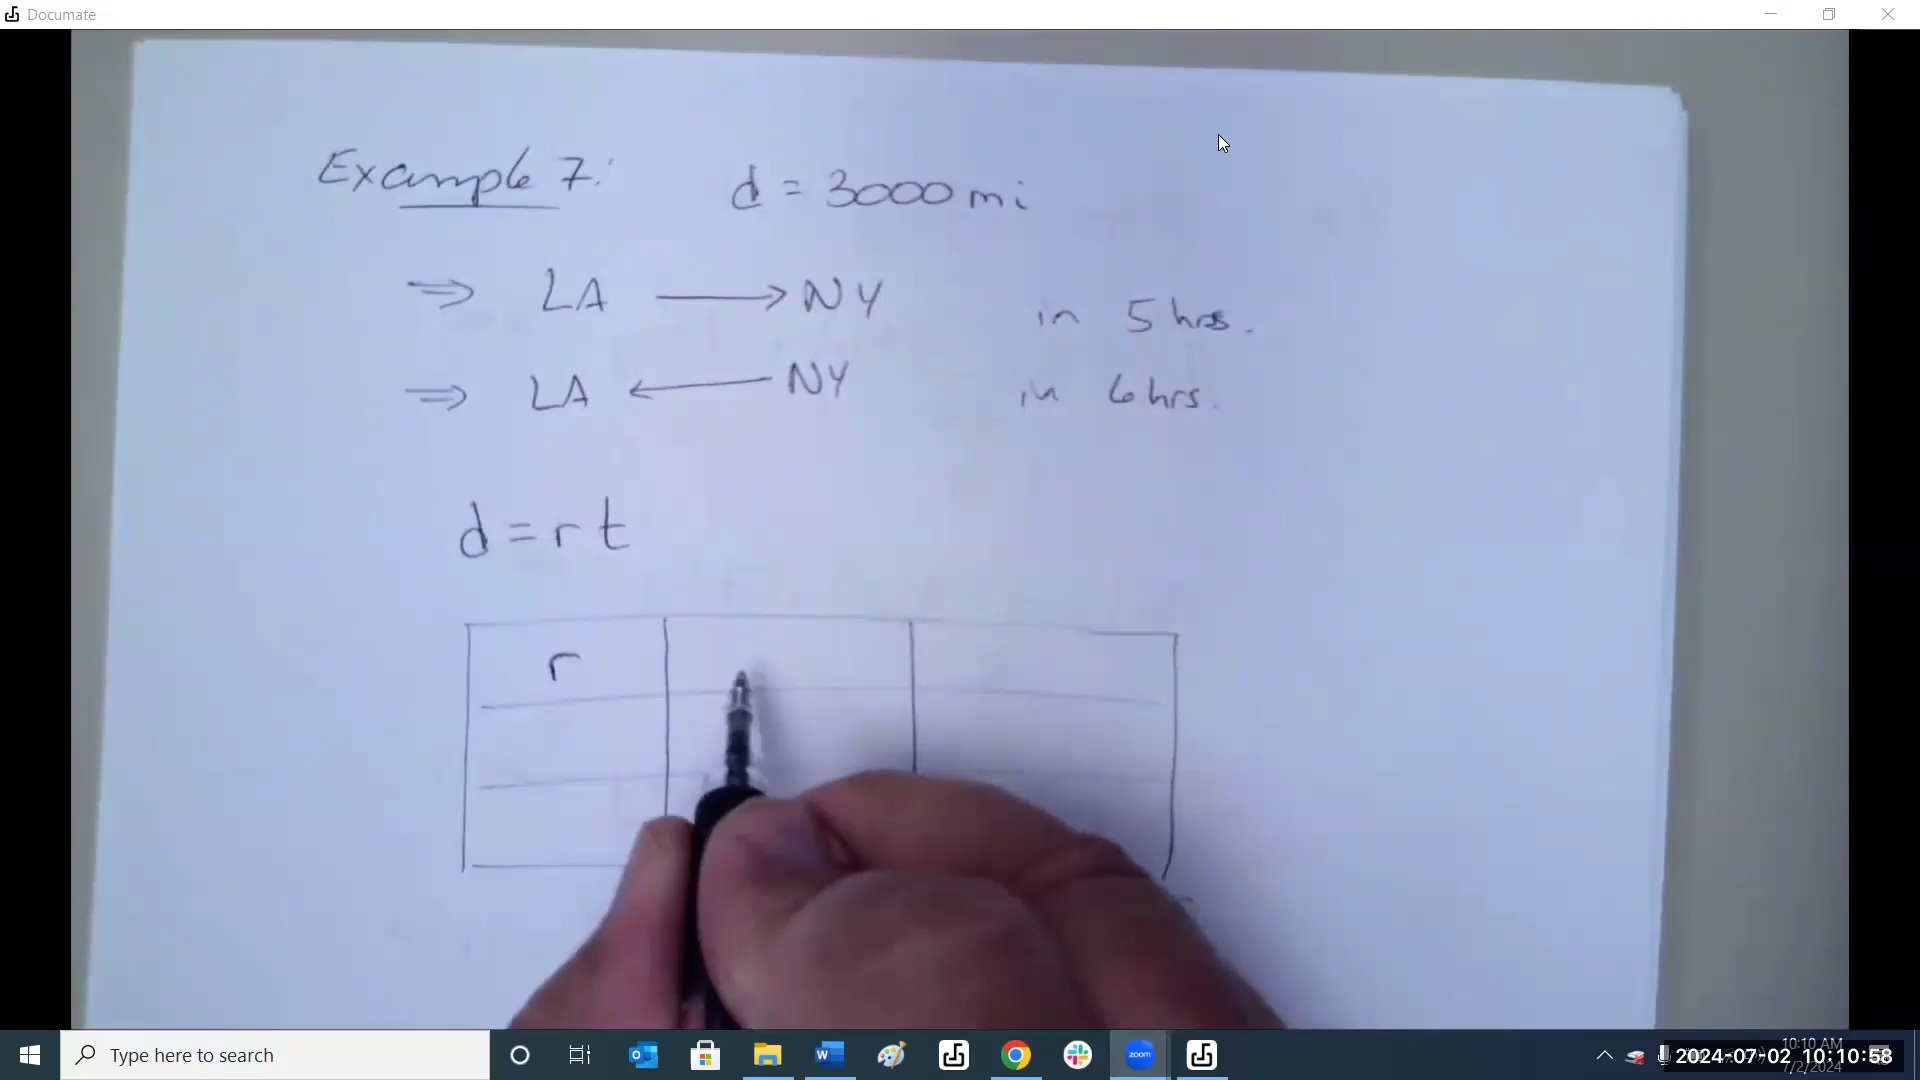 Documate
Example 7: d = 3000 mi
⇒ LA → NY in 5 hrs.
⇒ LA ← NY in 6 hrs.
d = r t
r
Type here to search
zoom
10:10 AM
7/2/2024
2024-07-02 10:10:58